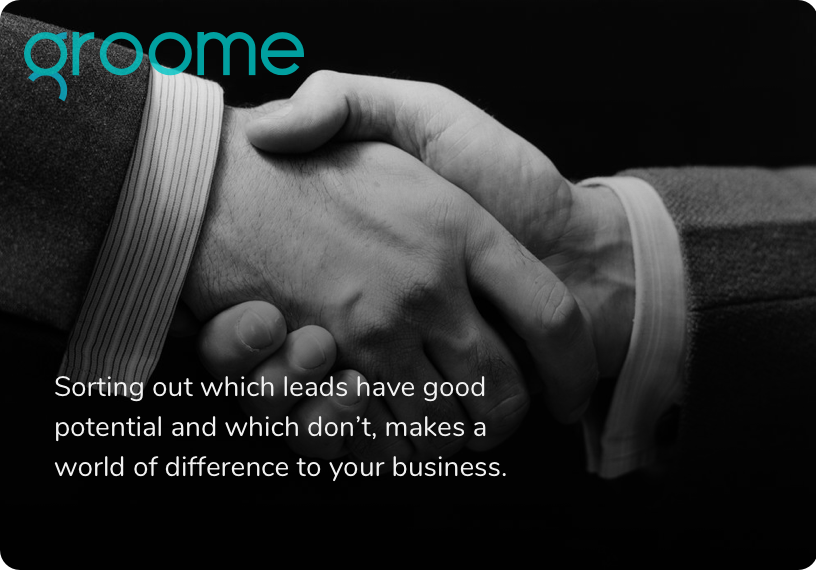 groome
Sorting out which leads have good
potential and which don’t, makes a
world of difference to your business.